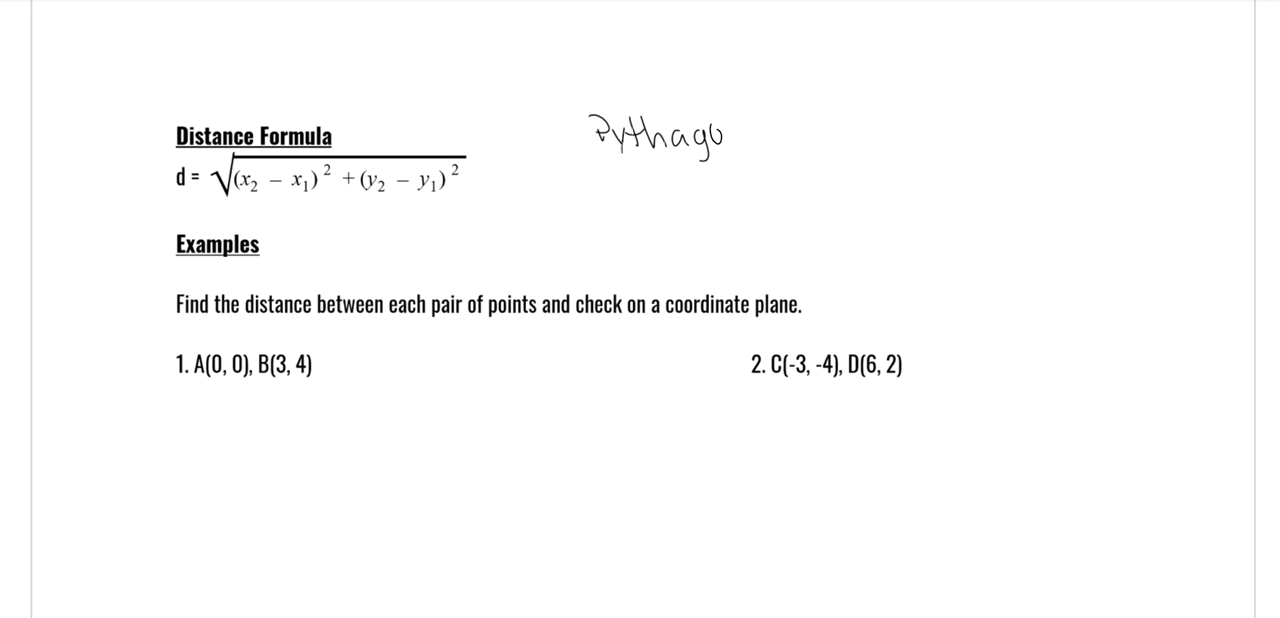 Distance Formula
Pythago
d = √(x₂ − x₁)² + (y₂ − y₁)²
Examples
Find the distance between each pair of points and check on a coordinate plane.
1. A(0, 0), B(3, 4)
2. C(-3, -4), D(6, 2)